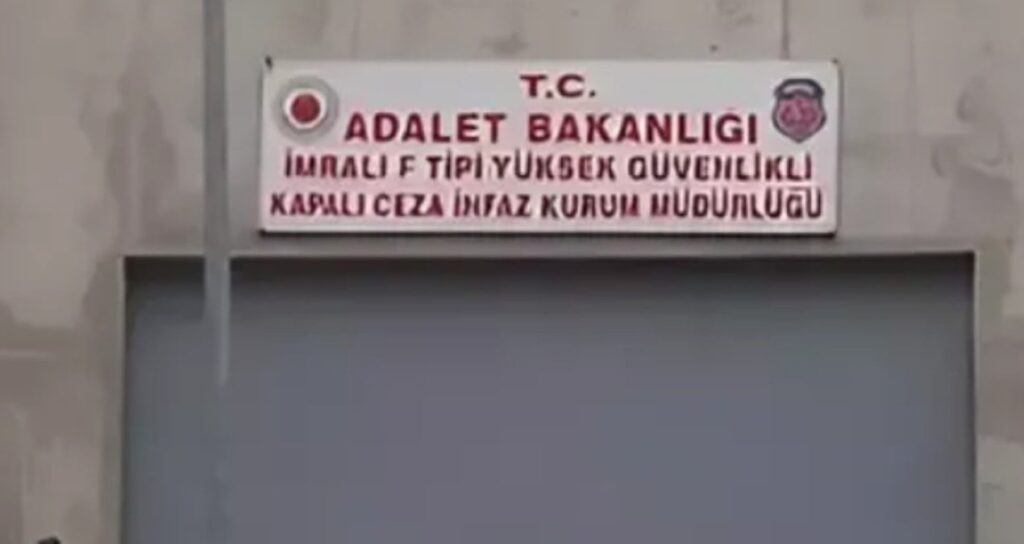 T.C.
ADALET BAKANLIĞI
İMRALI F TİPİ YÜKSEK GÜVENLİKLİ
KAPALI CEZA İNFAZ KURUM MÜDÜRLÜĞÜ